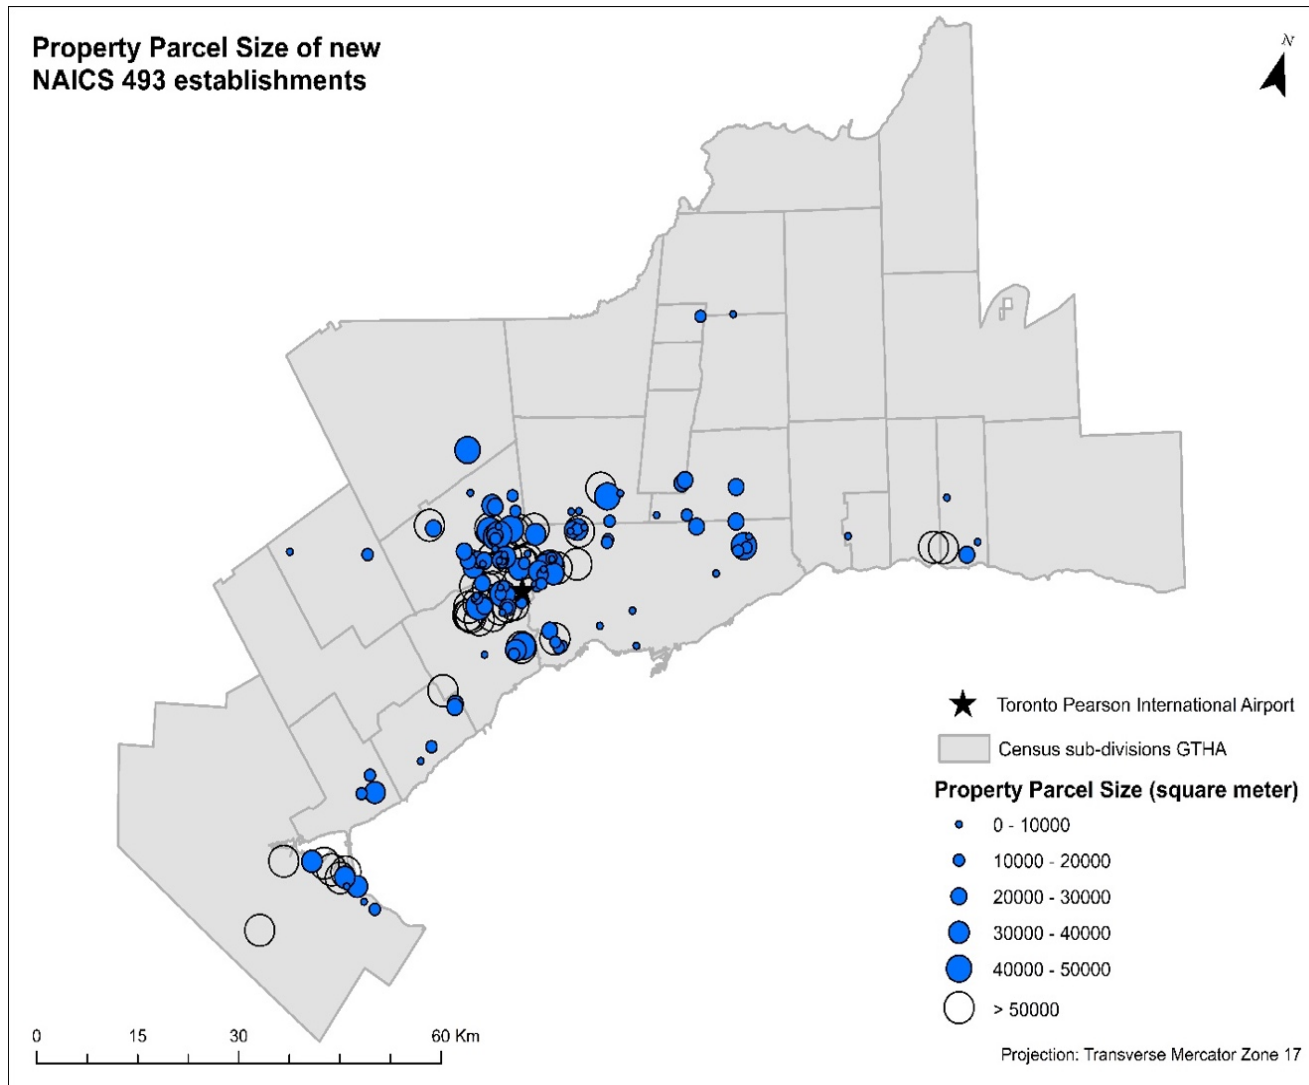 Property Parcel Size of new
NAICS 493 establishments
N
Toronto Pearson International Airport
Census sub-divisions GTHA
Property Parcel Size (square meter)
0 - 10000
10000 - 20000
20000 - 30000
30000 - 40000
40000 - 50000
> 50000
0 15 30 60 Km
Projection: Transverse Mercator Zone 17